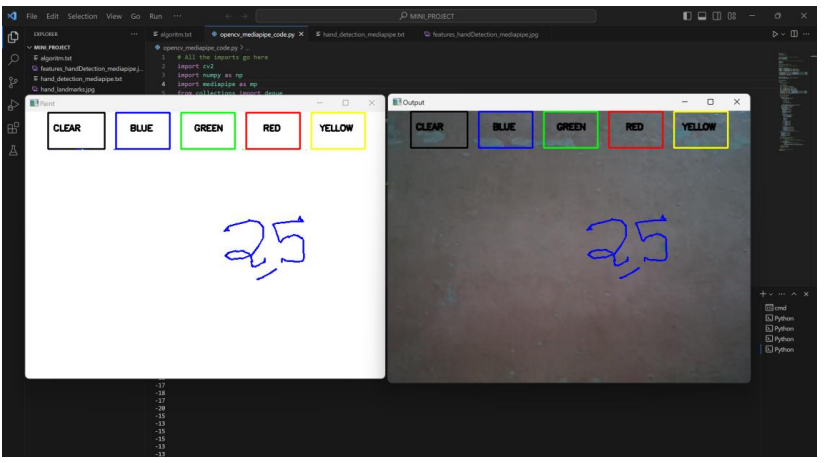 File Edit Selection View Go Run ...
MINI_PROJECT
EXPLORER ...
algoritm.txt
opencv_mediapipe_code.py
hand_detection_mediapipe.txt
features_handDetection_mediapipe.jpg
MINI_PROJECT
opencv_mediapipe_code.py > ...
algoritm.txt
1 # All the imports go here
features_handDetection_mediapipe.j...
2 import cv2
hand_detection_mediapipe.txt
3 import numpy as np
hand_landmarks.jpg
4 import mediapipe as mp
5 from collections import deque
Paint
Output
CLEAR BLUE GREEN RED YELLOW
CLEAR BLUE GREEN RED YELLOW
25
25
cmd
Python
Python
Python
Python
-17
-18
-17
-20
-15
-13
-15
-15
-13
-13